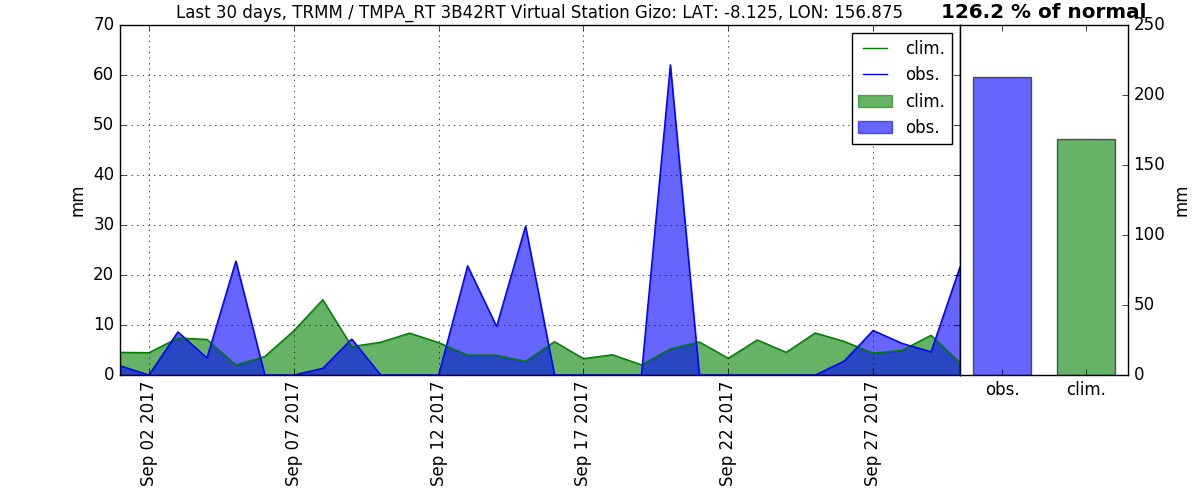 Last 30 days, TRMM / TMPA_RT 3B42RT Virtual Station Gizo: LAT: -8.125, LON: 156.875
126.2 % of normal
70
60
50
40
30
20
10
0
mm
clim.
obs.
clim.
obs.
250
200
150
100
50
0
mm
Sep 02 2017
Sep 07 2017
Sep 12 2017
Sep 17 2017
Sep 22 2017
Sep 27 2017
obs.
clim.